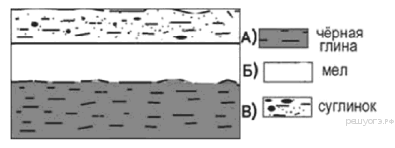 А) чёрная
глина
Б) мел
В) суглинок
решуогэ.рф